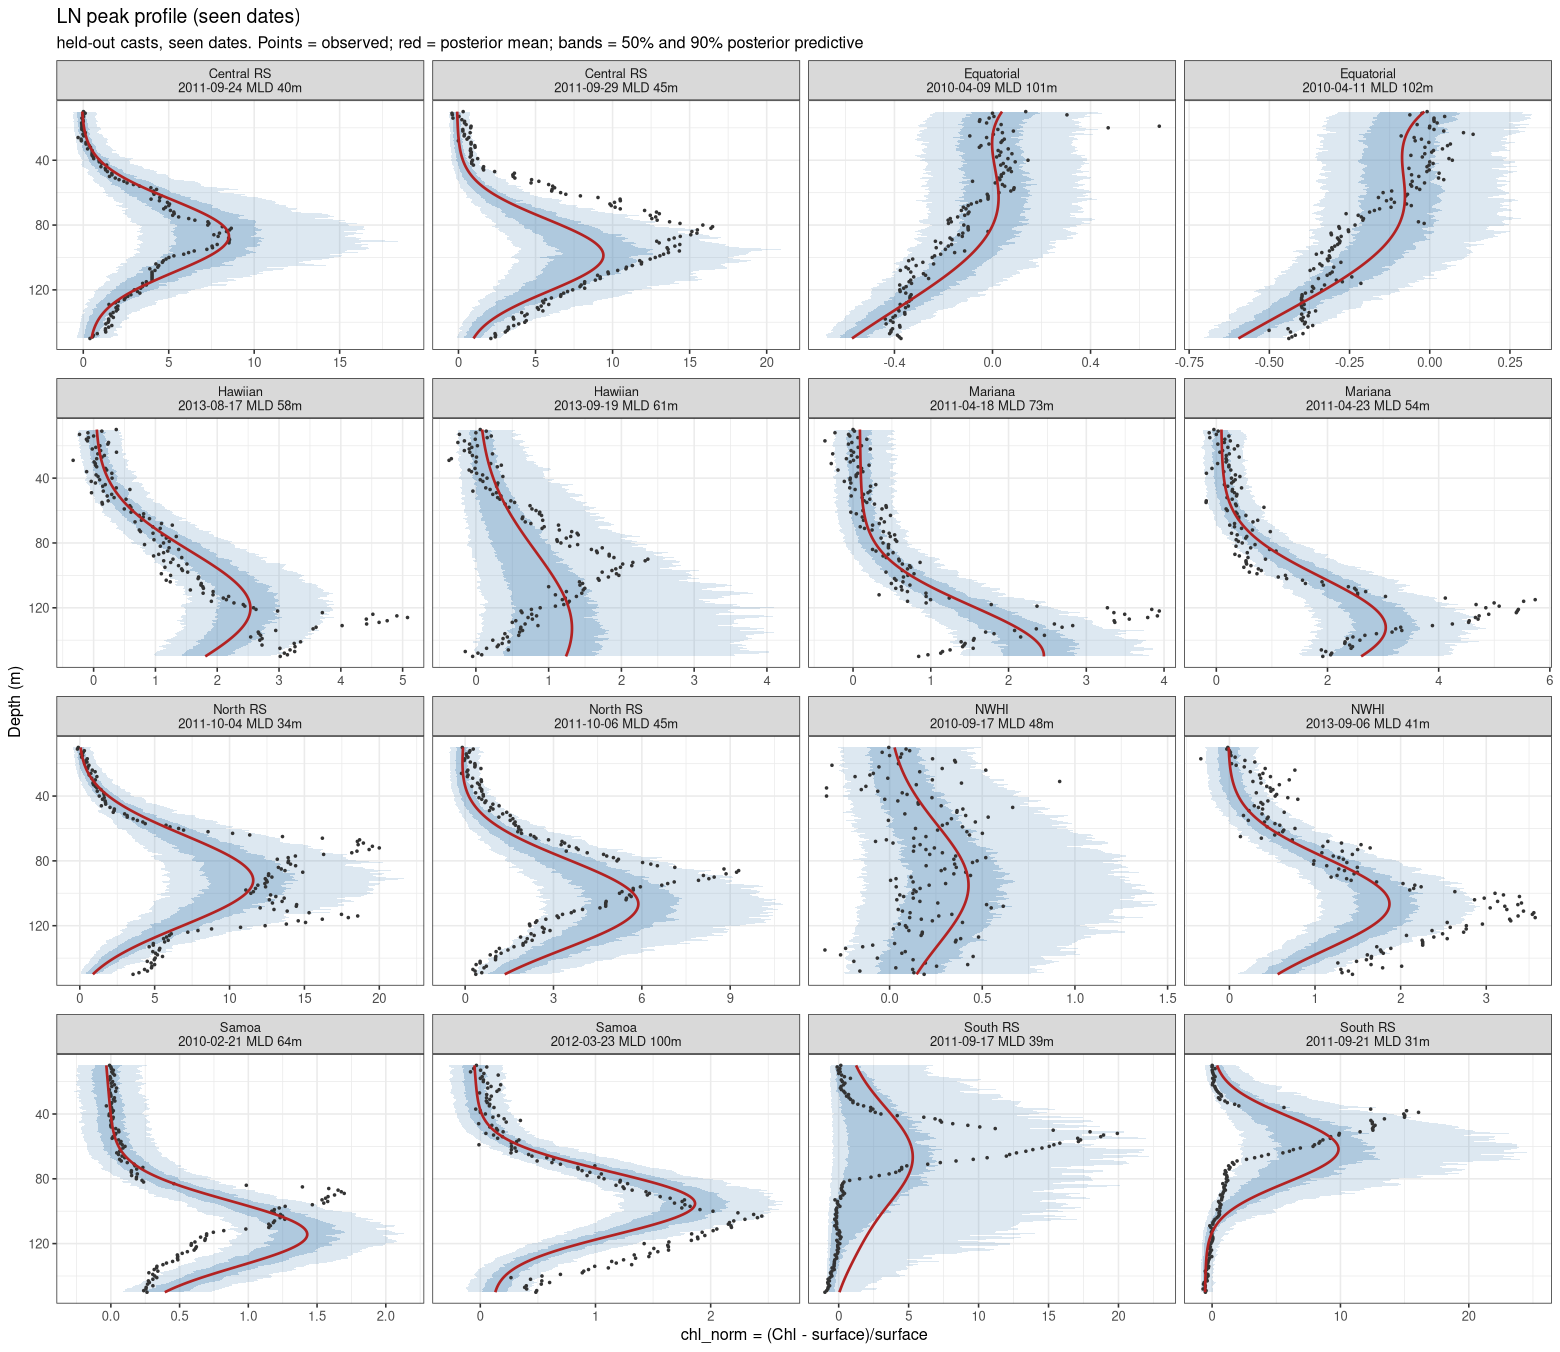 LN peak profile (seen dates)
held-out casts, seen dates. Points = observed; red = posterior mean; bands = 50% and 90% posterior predictive
Central RS
2011-09-24 MLD 40m
Central RS
2011-09-29 MLD 45m
Equatorial
2010-04-09 MLD 101m
Equatorial
2010-04-11 MLD 102m
40
80
120
0 5 10 15
0 5 10 15 20
-0.4 0.0 0.4
-0.75 -0.50 -0.25 0.00 0.25
Hawiian
2013-08-17 MLD 58m
Hawiian
2013-09-19 MLD 61m
Mariana
2011-04-18 MLD 73m
Mariana
2011-04-23 MLD 54m
40
80
120
0 1 2 3 4 5
0 1 2 3 4
0 1 2 3 4
0 2 4 6
Depth (m)
North RS
2011-10-04 MLD 34m
North RS
2011-10-06 MLD 45m
NWHI
2010-09-17 MLD 48m
NWHI
2013-09-06 MLD 41m
40
80
120
0 5 10 15 20
0 3 6 9
0.0 0.5 1.0 1.5
0 1 2 3
Samoa
2010-02-21 MLD 64m
Samoa
2012-03-23 MLD 100m
South RS
2011-09-17 MLD 39m
South RS
2011-09-21 MLD 31m
40
80
120
0.0 0.5 1.0 1.5 2.0
0 1 2
0 5 10 15 20
0 10 20
chl_norm = (Chl - surface)/surface